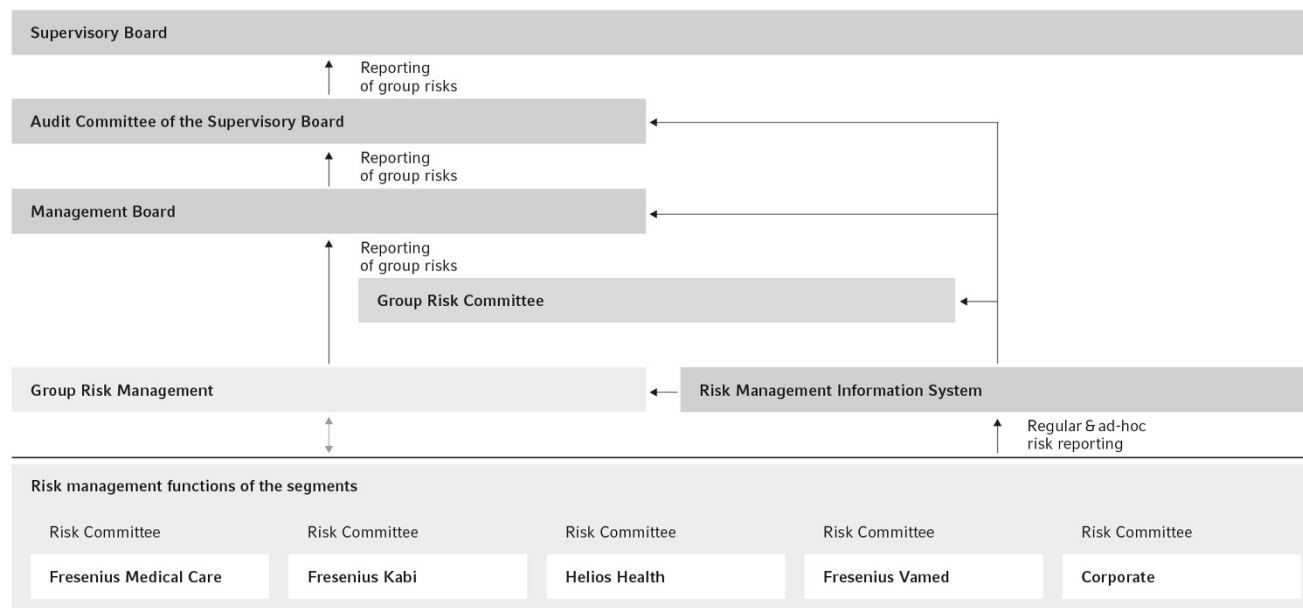 Supervisory Board
Reporting
of group risks
Audit Committee of the Supervisory Board
Reporting
of group risks
Management Board
Reporting
of group risks
Group Risk Committee
Group Risk Management
Risk Management Information System
Regular & ad-hoc
risk reporting
Risk management functions of the segments
Risk Committee
Risk Committee
Risk Committee
Risk Committee
Risk Committee
Fresenius Medical Care
Fresenius Kabi
Helios Health
Fresenius Vamed
Corporate